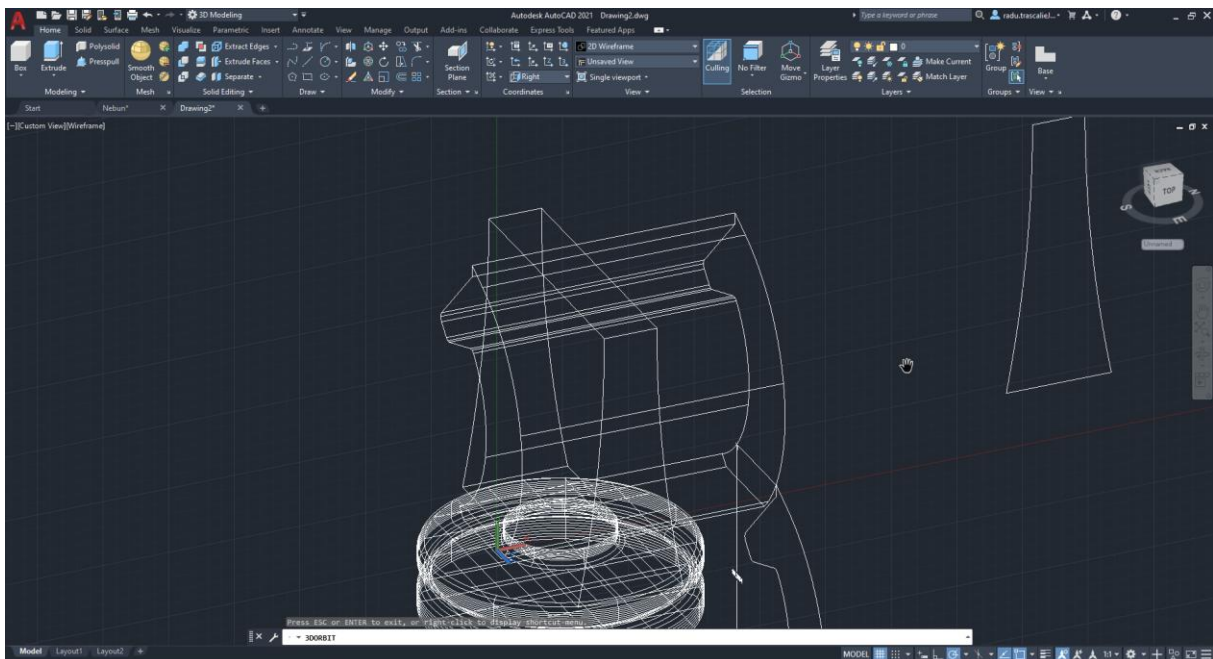 3D Modeling
Autodesk AutoCAD 2021 Drawing2.dwg
Type a keyword or phrase
radu.trascaliel...
Home Solid Surface Mesh Visualize Parametric Insert Annotate View Manage Output Add-ins Collaborate Express Tools Featured Apps
Box
Extrude
Polysolid
Presspull
Smooth
Object
Extract Edges
Extrude Faces
Separate
Section
Plane
Right
2D Wireframe
Unsaved View
Single viewport
Culling
No Filter
Move
Gizmo
Layer
Properties
0
Make Current
Match Layer
Group
Base
Modeling Mesh Solid Editing Draw Modify Section Coordinates View Selection Layers Groups View
Start Nebun* Drawing2*
[-][Custom View][Wireframe]
TOP
N
S
E
Unnamed
Press ESC or ENTER to exit, or right-click to display shortcut-menu.
3DORBIT
Model Layout1 Layout2
MODEL
1:1